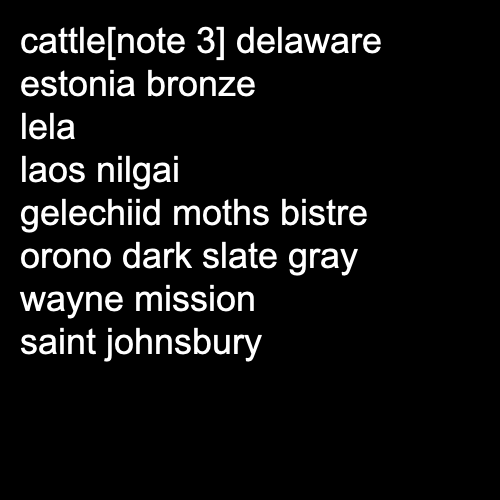 cattle[note 3] delaware
estonia bronze
lela
laos nilgai
gelechiid moths bistre
orono dark slate gray
wayne mission
saint johnsbury